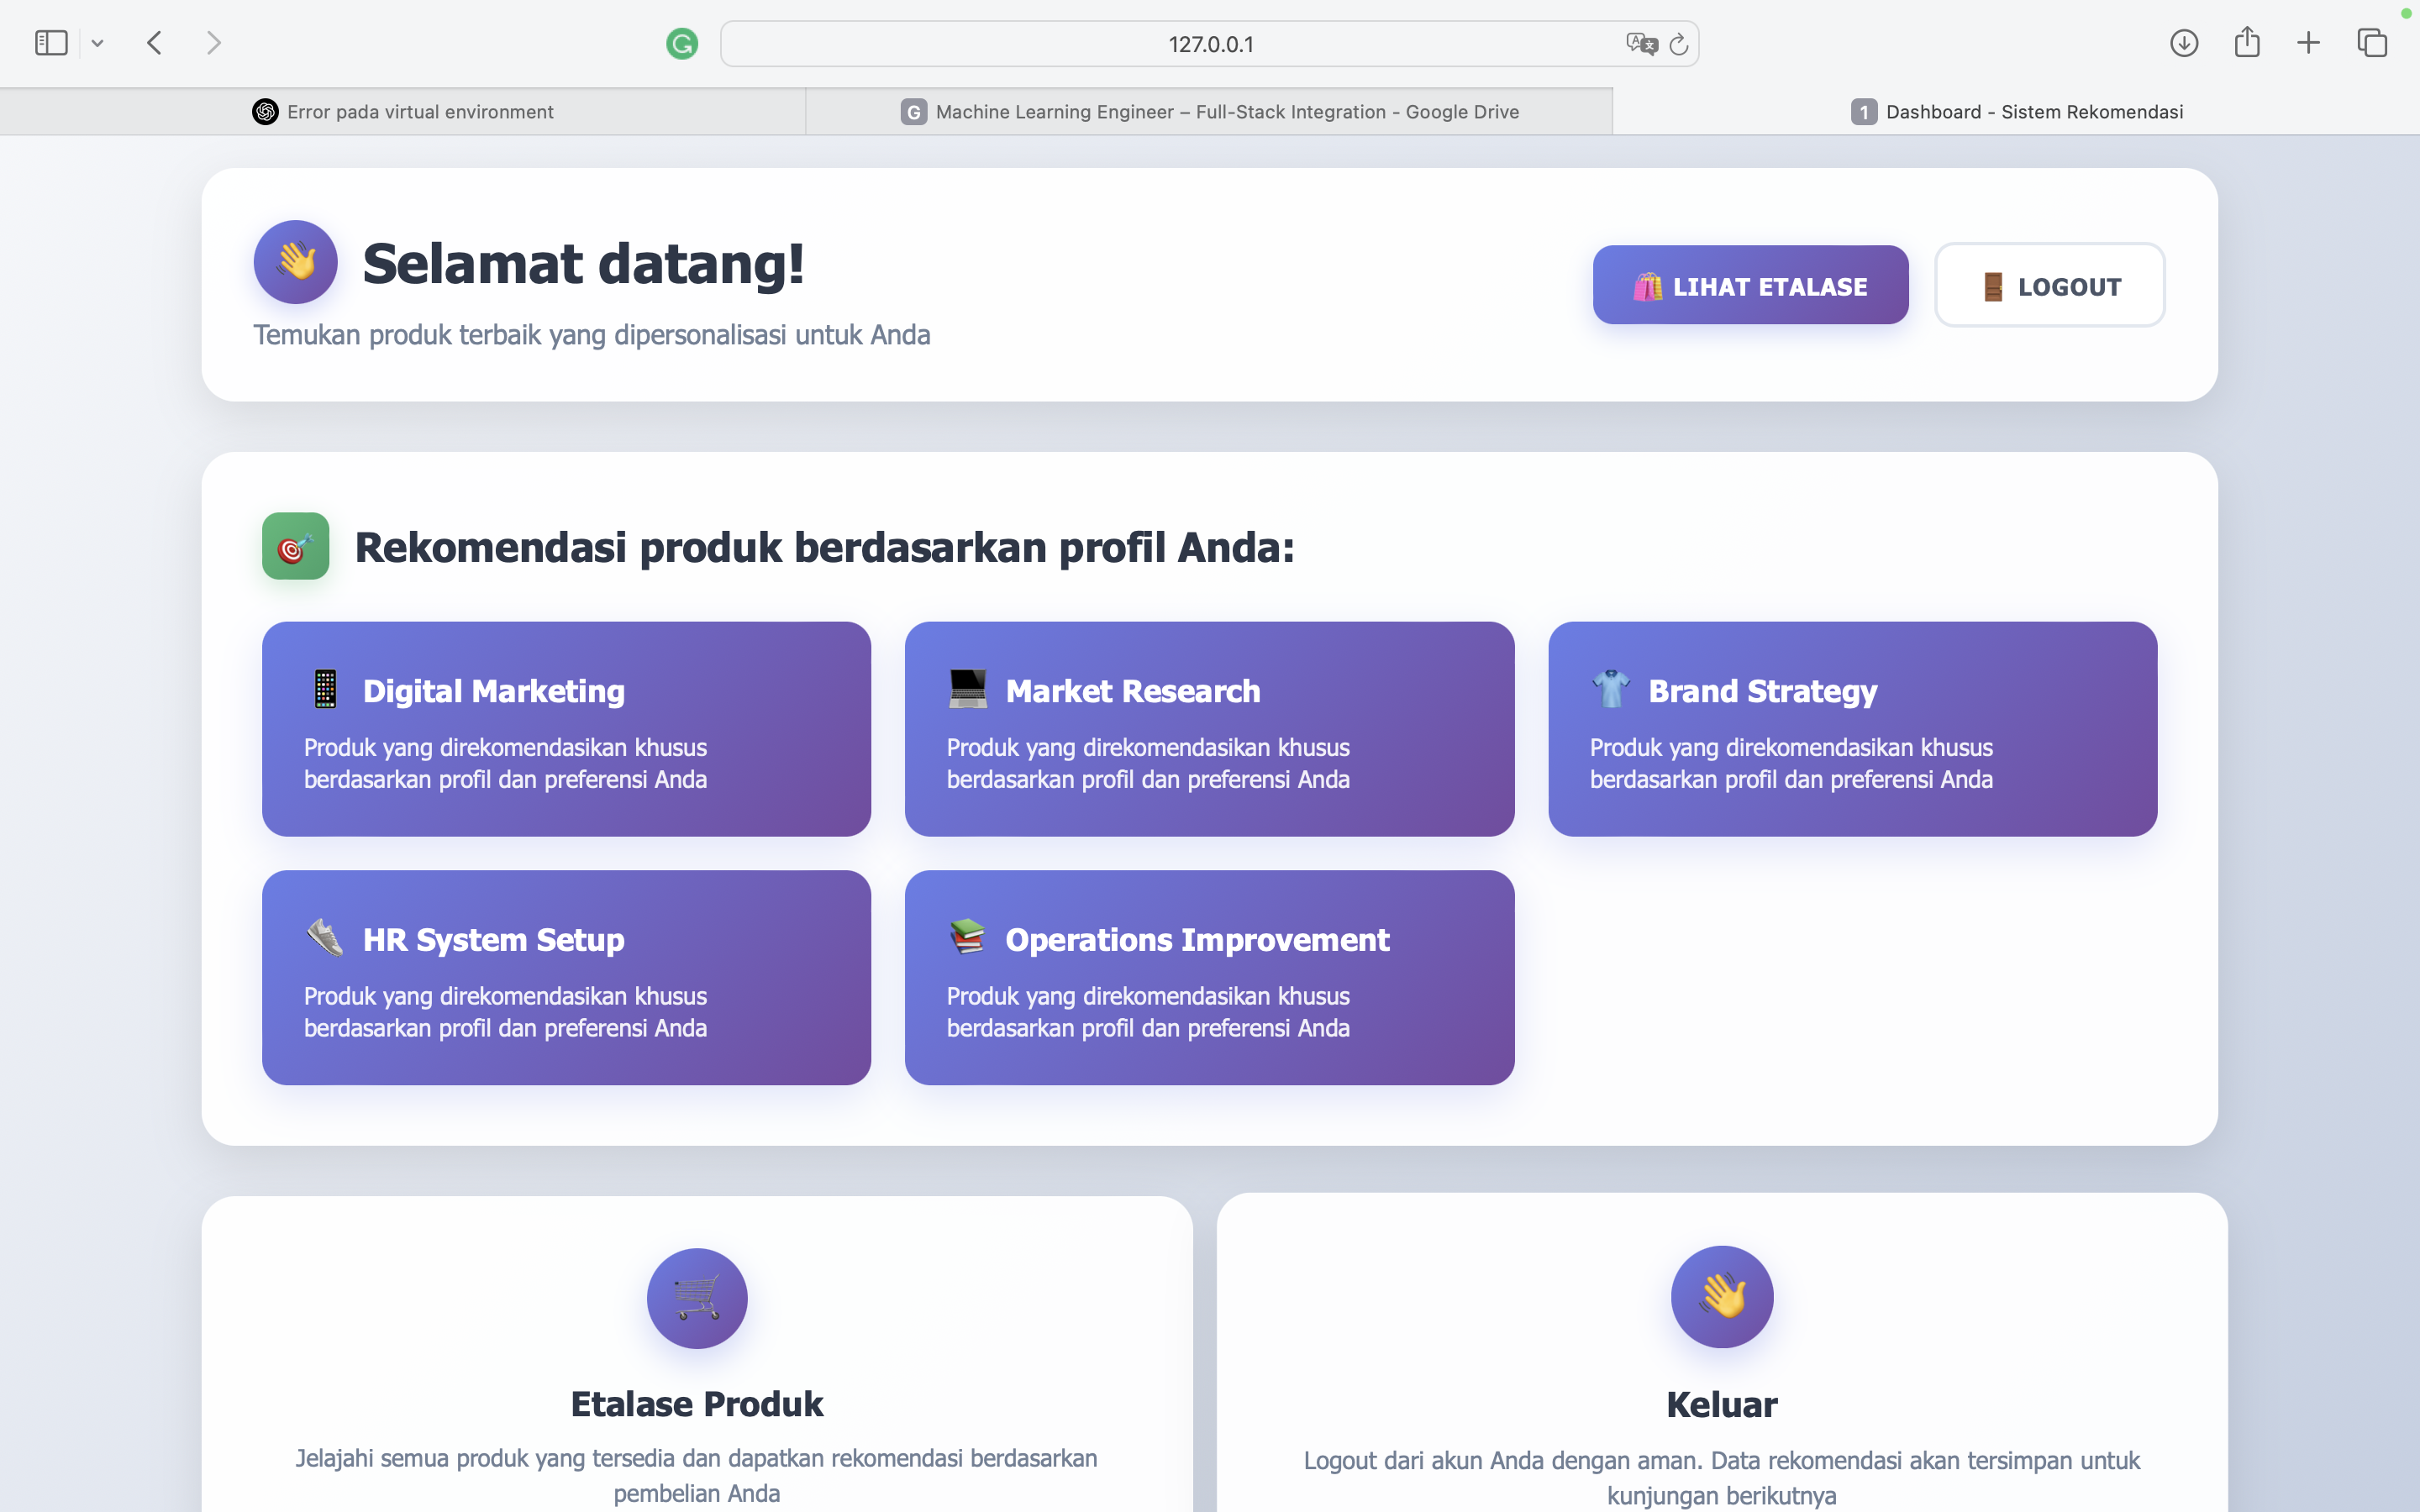 127.0.0.1
Error pada virtual environment
G Machine Learning Engineer – Full-Stack Integration - Google Drive
1 Dashboard - Sistem Rekomendasi
Selamat datang!
Temukan produk terbaik yang dipersonalisasi untuk Anda
LIHAT ETALASE
LOGOUT
Rekomendasi produk berdasarkan profil Anda:
Digital Marketing
Produk yang direkomendasikan khusus
berdasarkan profil dan preferensi Anda
Market Research
Produk yang direkomendasikan khusus
berdasarkan profil dan preferensi Anda
Brand Strategy
Produk yang direkomendasikan khusus
berdasarkan profil dan preferensi Anda
HR System Setup
Produk yang direkomendasikan khusus
berdasarkan profil dan preferensi Anda
Operations Improvement
Produk yang direkomendasikan khusus
berdasarkan profil dan preferensi Anda
Etalase Produk
Jelajahi semua produk yang tersedia dan dapatkan rekomendasi berdasarkan
pembelian Anda
Keluar
Logout dari akun Anda dengan aman. Data rekomendasi akan tersimpan untuk
kunjungan berikutnya